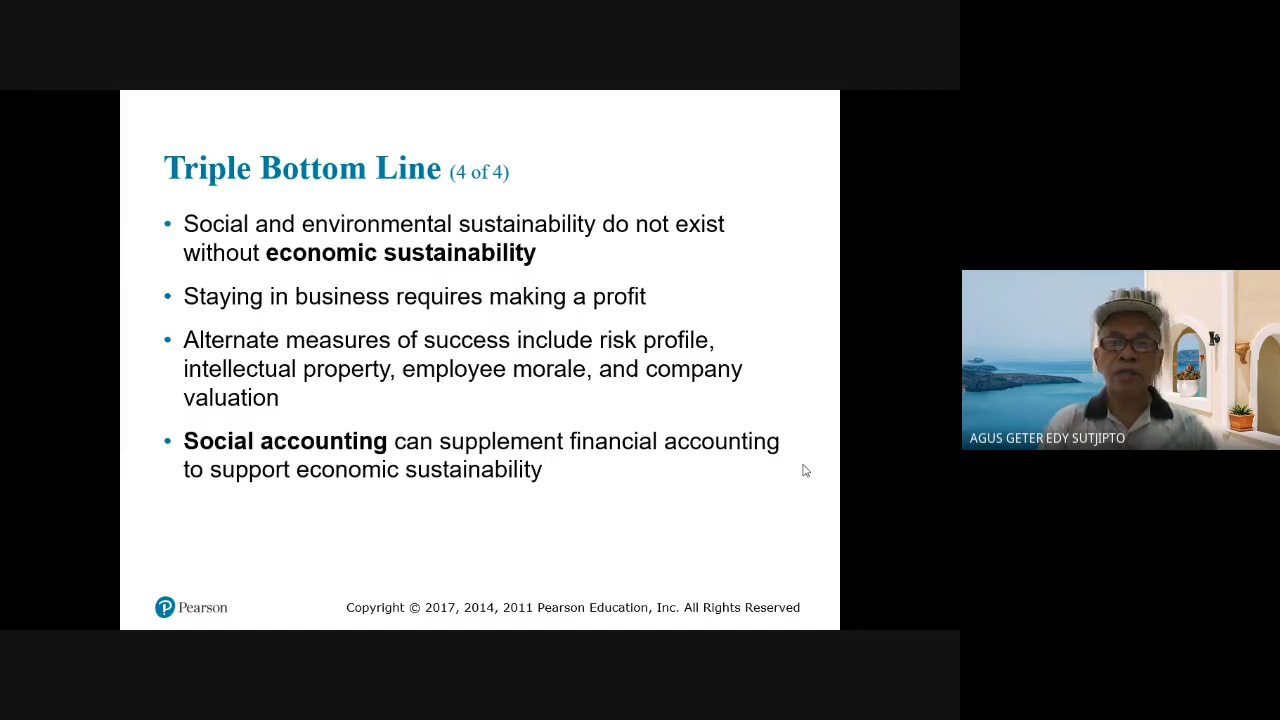 Triple Bottom Line (4 of 4)
• Social and environmental sustainability do not exist
without economic sustainability
• Staying in business requires making a profit
• Alternate measures of success include risk profile,
intellectual property, employee morale, and company
valuation
• Social accounting can supplement financial accounting
to support economic sustainability
Pearson
Copyright © 2017, 2014, 2011 Pearson Education, Inc. All Rights Reserved
AGUS GETER EDY SUTJIPTO